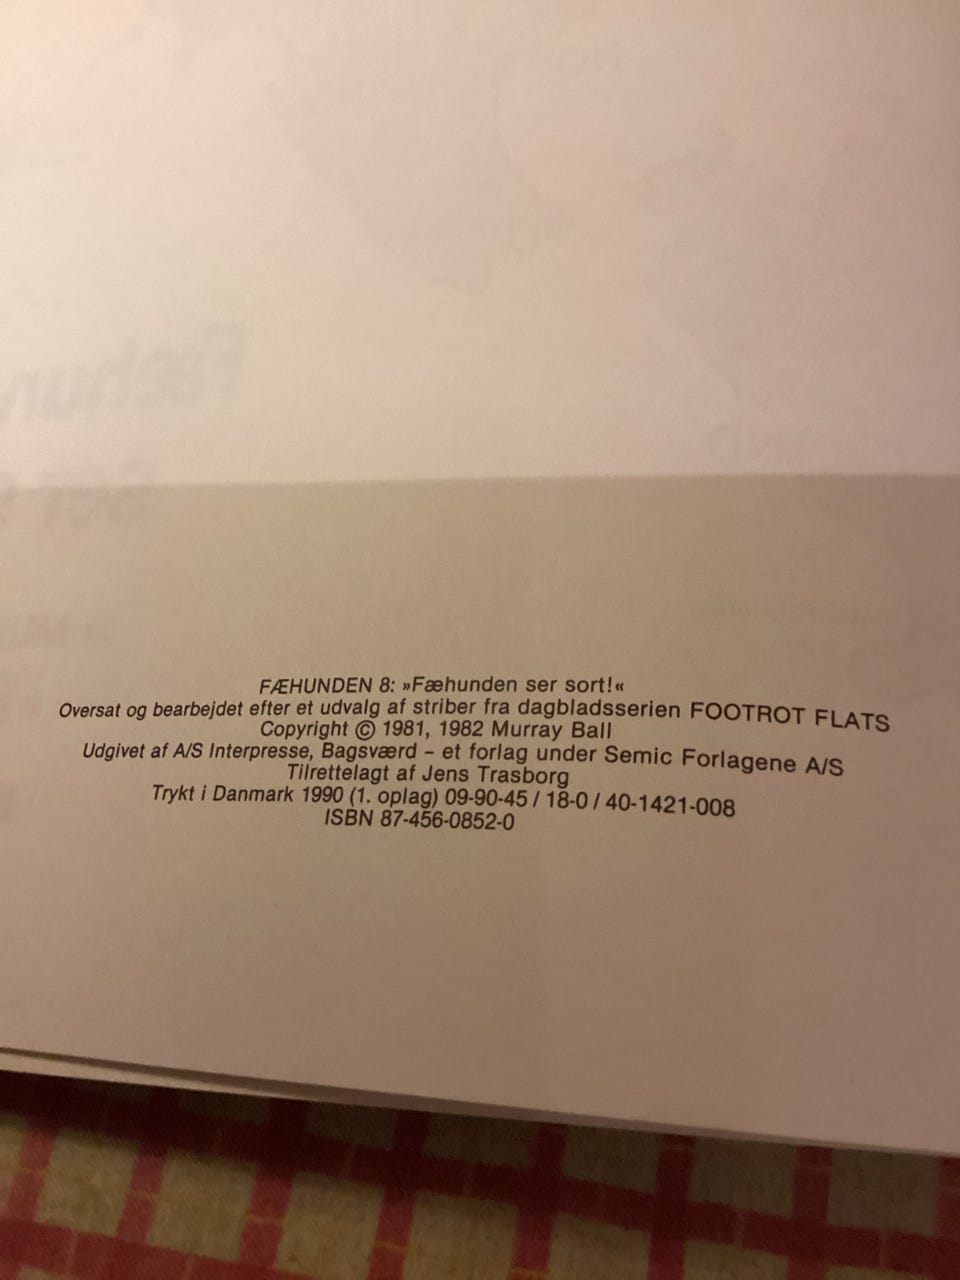 FÆHUNDEN 8: »Fæhunden ser sort!«
Oversat og bearbejdet efter et udvalg af striber fra dagbladsserien FOOTROT FLATS
Copyright © 1981, 1982 Murray Ball
Udgivet af A/S Interpresse, Bagsværd – et forlag under Semic Forlagene A/S
Tilrettelagt af Jens Trasborg
Trykt i Danmark 1990 (1. oplag) 09-90-45 / 18-0 / 40-1421-008
ISBN 87-456-0852-0